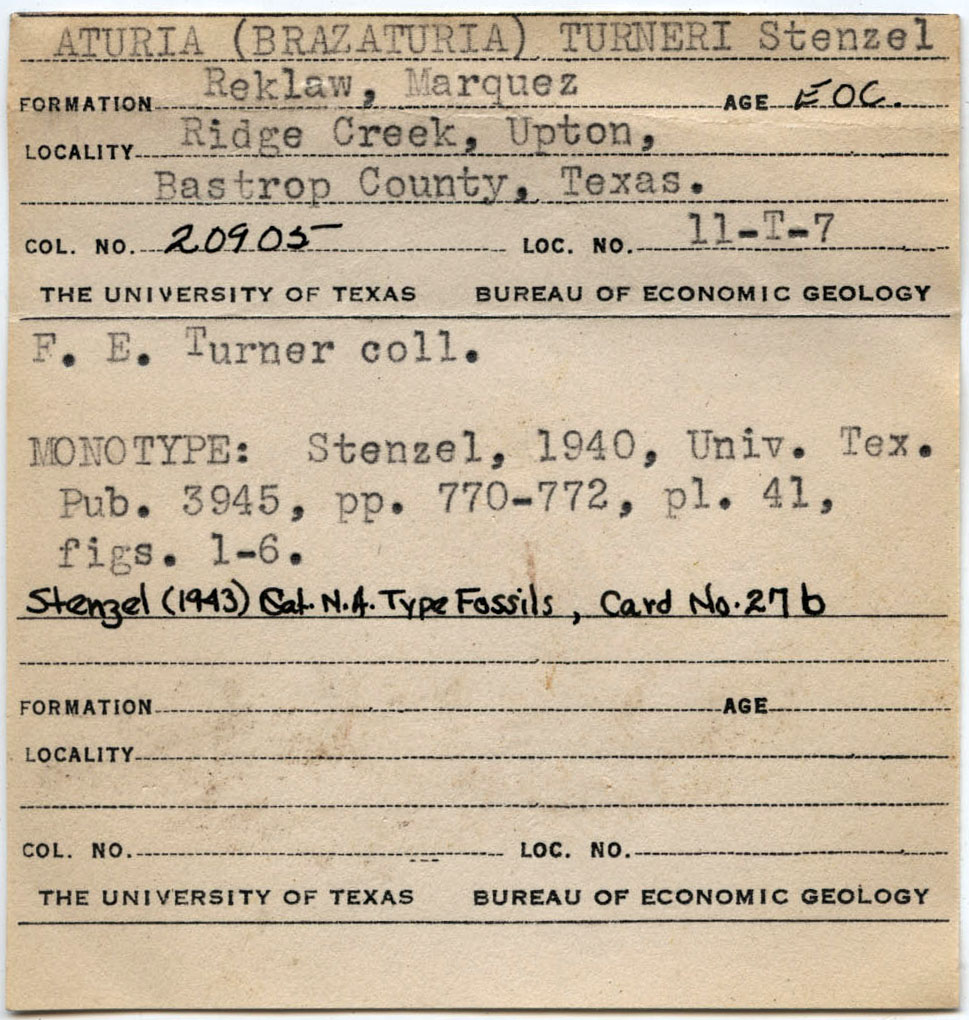 ATURIA (BRAZATURIA) TURNERI Stenzel
FORMATION Reklaw, Marquez AGE EOC.
LOCALITY Ridge Creek, Upton,
Bastrop County, Texas.
COL. NO. 20905 LOC. NO. 11-T-7
THE UNIVERSITY OF TEXAS BUREAU OF ECONOMIC GEOLOGY
F. E. Turner coll.
MONOTYPE: Stenzel, 1940, Univ. Tex.
Pub. 3945, pp. 770-772, pl. 41,
figs. 1-6.
Stenzel (1943) Cat. N.A. Type Fossils, Card No. 27b
FORMATION AGE
LOCALITY
COL. NO. LOC. NO.
THE UNIVERSITY OF TEXAS BUREAU OF ECONOMIC GEOLOGY